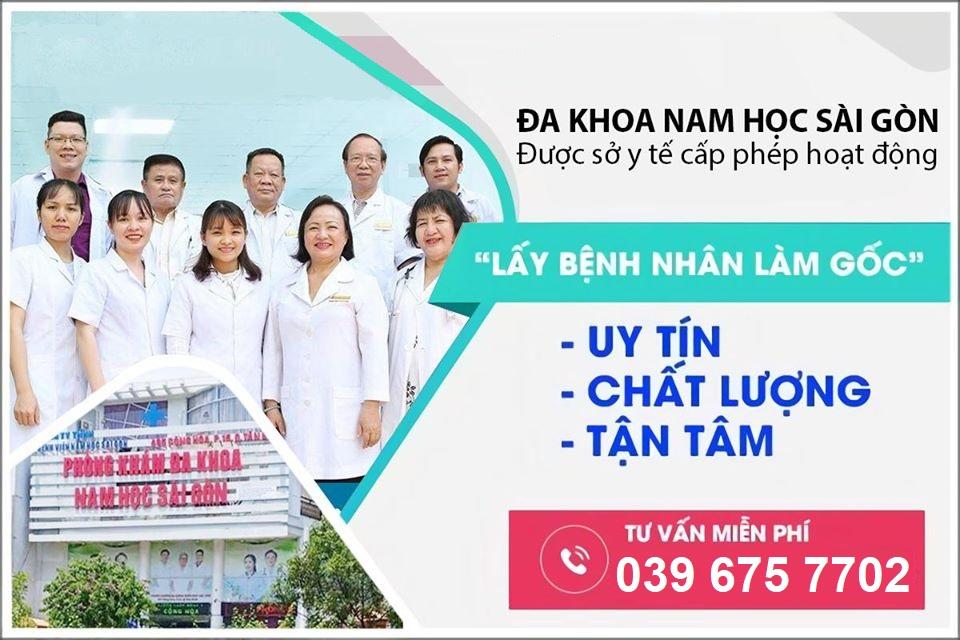 ĐA KHOA NAM HỌC SÀI GÒN
Được sở y tế cấp phép hoạt động
“LẤY BỆNH NHÂN LÀM GỐC”
- UY TÍN
- CHẤT LƯỢNG
- TẬN TÂM
TƯ VẤN MIỄN PHÍ
039 675 7702
PHÒNG KHÁM ĐA KHOA
NAM HỌC SÀI GÒN
CỘNG HÒA